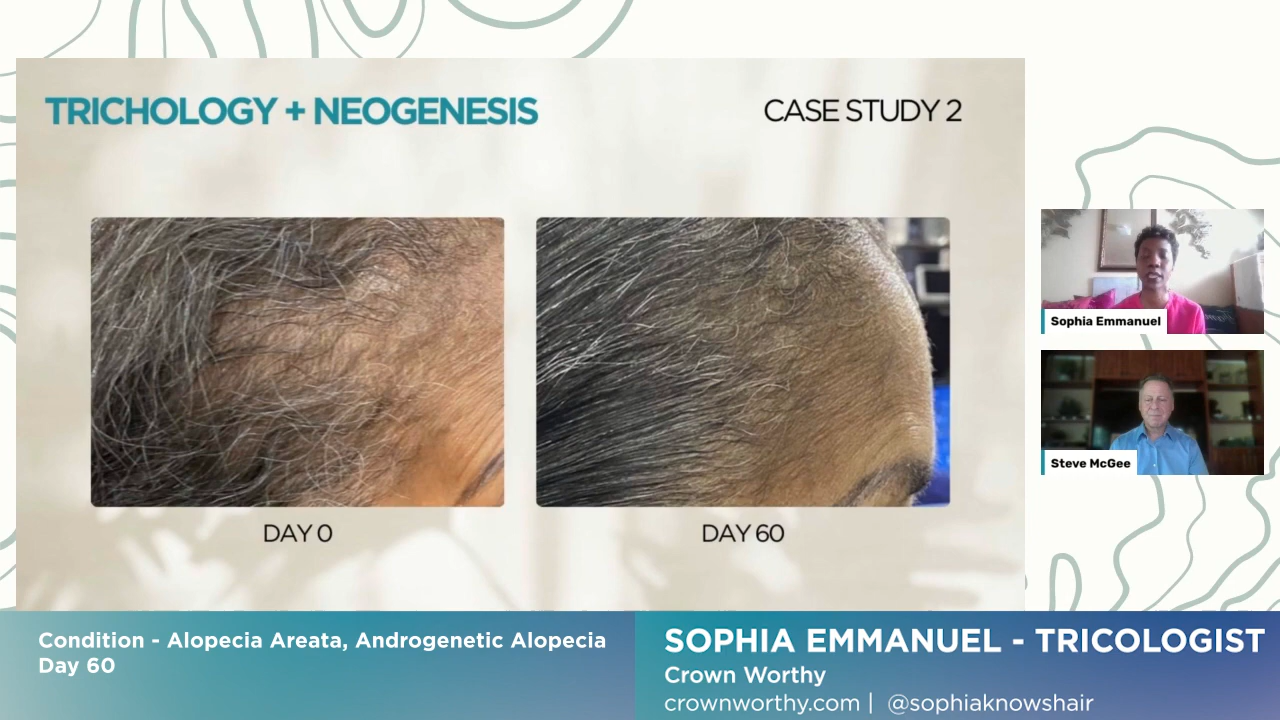 TRICHOLOGY + NEOGENESIS
CASE STUDY 2
DAY 0
DAY 60
Sophia Emmanuel
Steve McGee
Condition - Alopecia Areata, Androgenetic Alopecia
Day 60
SOPHIA EMMANUEL - TRICOLOGIST
Crown Worthy
crownworthy.com | @sophiaknowshair